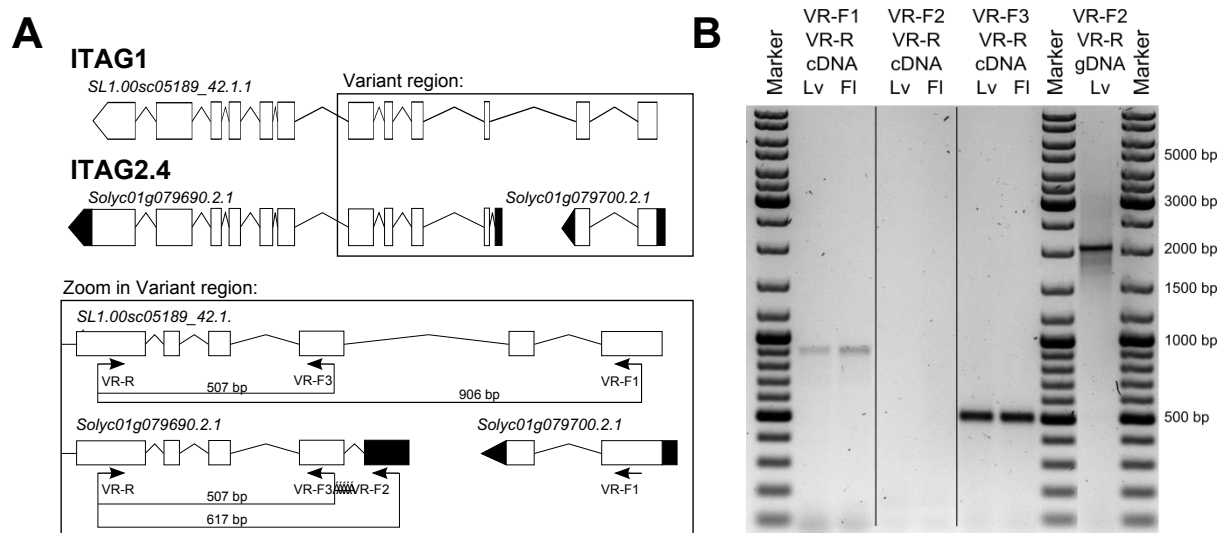 A
ITAG1
SL1.00sc05189_42.1.1
Variant region:
ITAG2.4
Solyc01g079690.2.1
Solyc01g079700.2.1
Zoom in Variant region:
SL1.00sc05189_42.1.
VR-R
VR-F3
VR-F1
507 bp
906 bp
Solyc01g079690.2.1
Solyc01g079700.2.1
VR-R
VR-F3
VR-F2
VR-F1
507 bp
617 bp
B
Marker
VR-F1
VR-R
cDNA
Lv Fl
VR-F2
VR-R
cDNA
Lv Fl
VR-F3
VR-R
cDNA
Lv Fl
Marker
VR-F2
VR-R
gDNA
Lv
Marker
5000 bp
3000 bp
2000 bp
1500 bp
1000 bp
500 bp